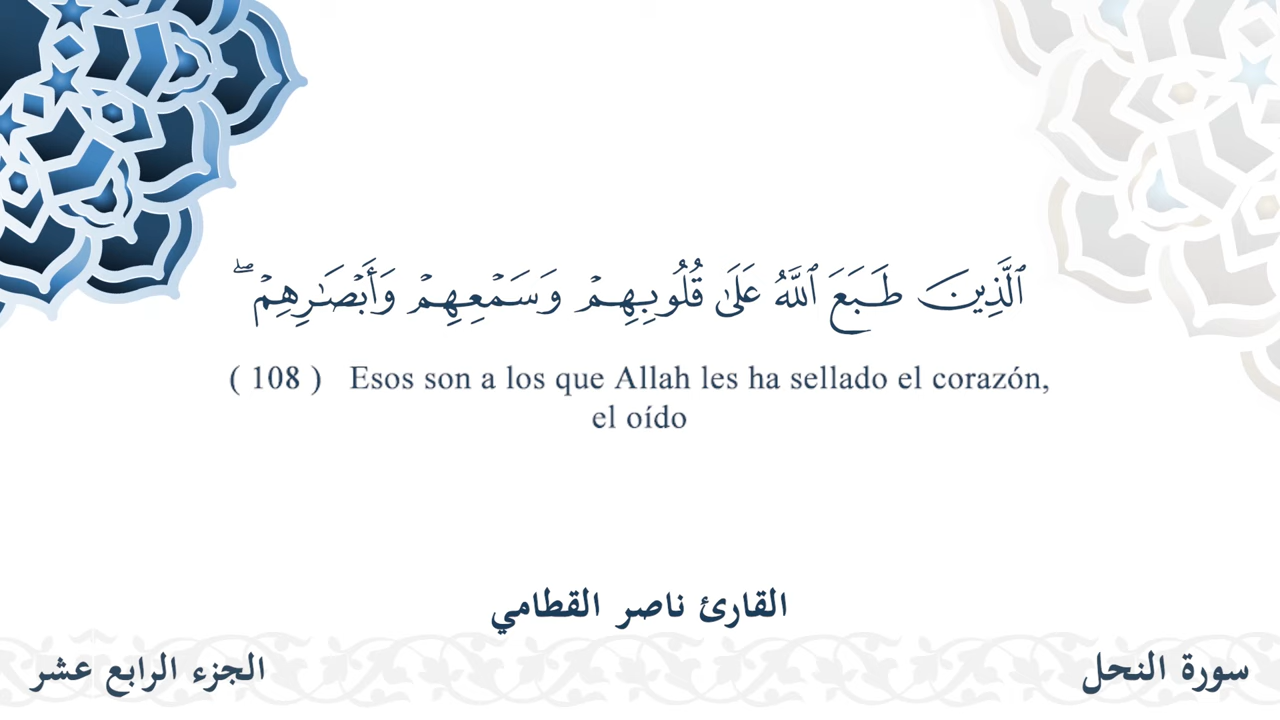 ٱلَّذِينَ طَبَعَ ٱللَّهُ عَلَىٰ قُلُوبِهِمۡ وَسَمۡعِهِمۡ وَأَبۡصَٰرِهِمۡۖ
( 108 ) Esos son a los que Allah les ha sellado el corazón,
el oído
القارئ ناصر القطامي
سورة النحل
الجزء الرابع عشر